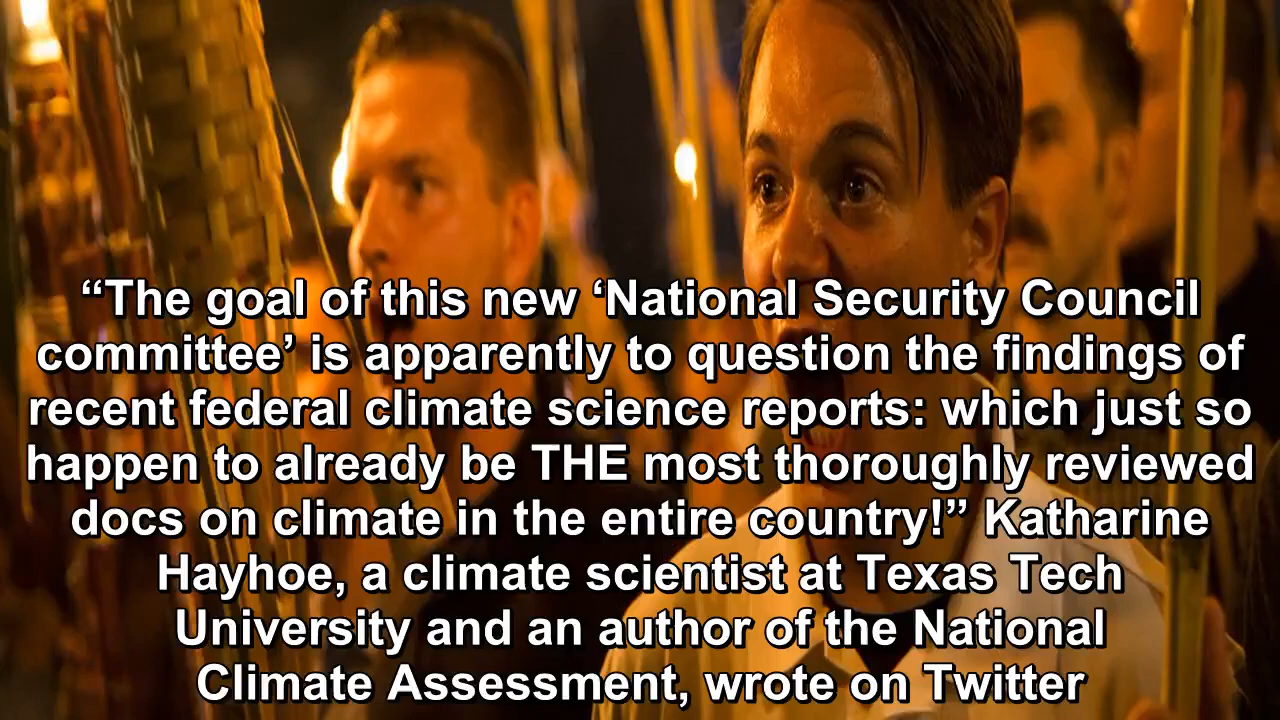 “The goal of this new ‘National Security Council
committee’ is apparently to question the findings of
recent federal climate science reports: which just so
happen to already be THE most thoroughly reviewed
docs on climate in the entire country!” Katharine
Hayhoe, a climate scientist at Texas Tech
University and an author of the National
Climate Assessment, wrote on Twitter